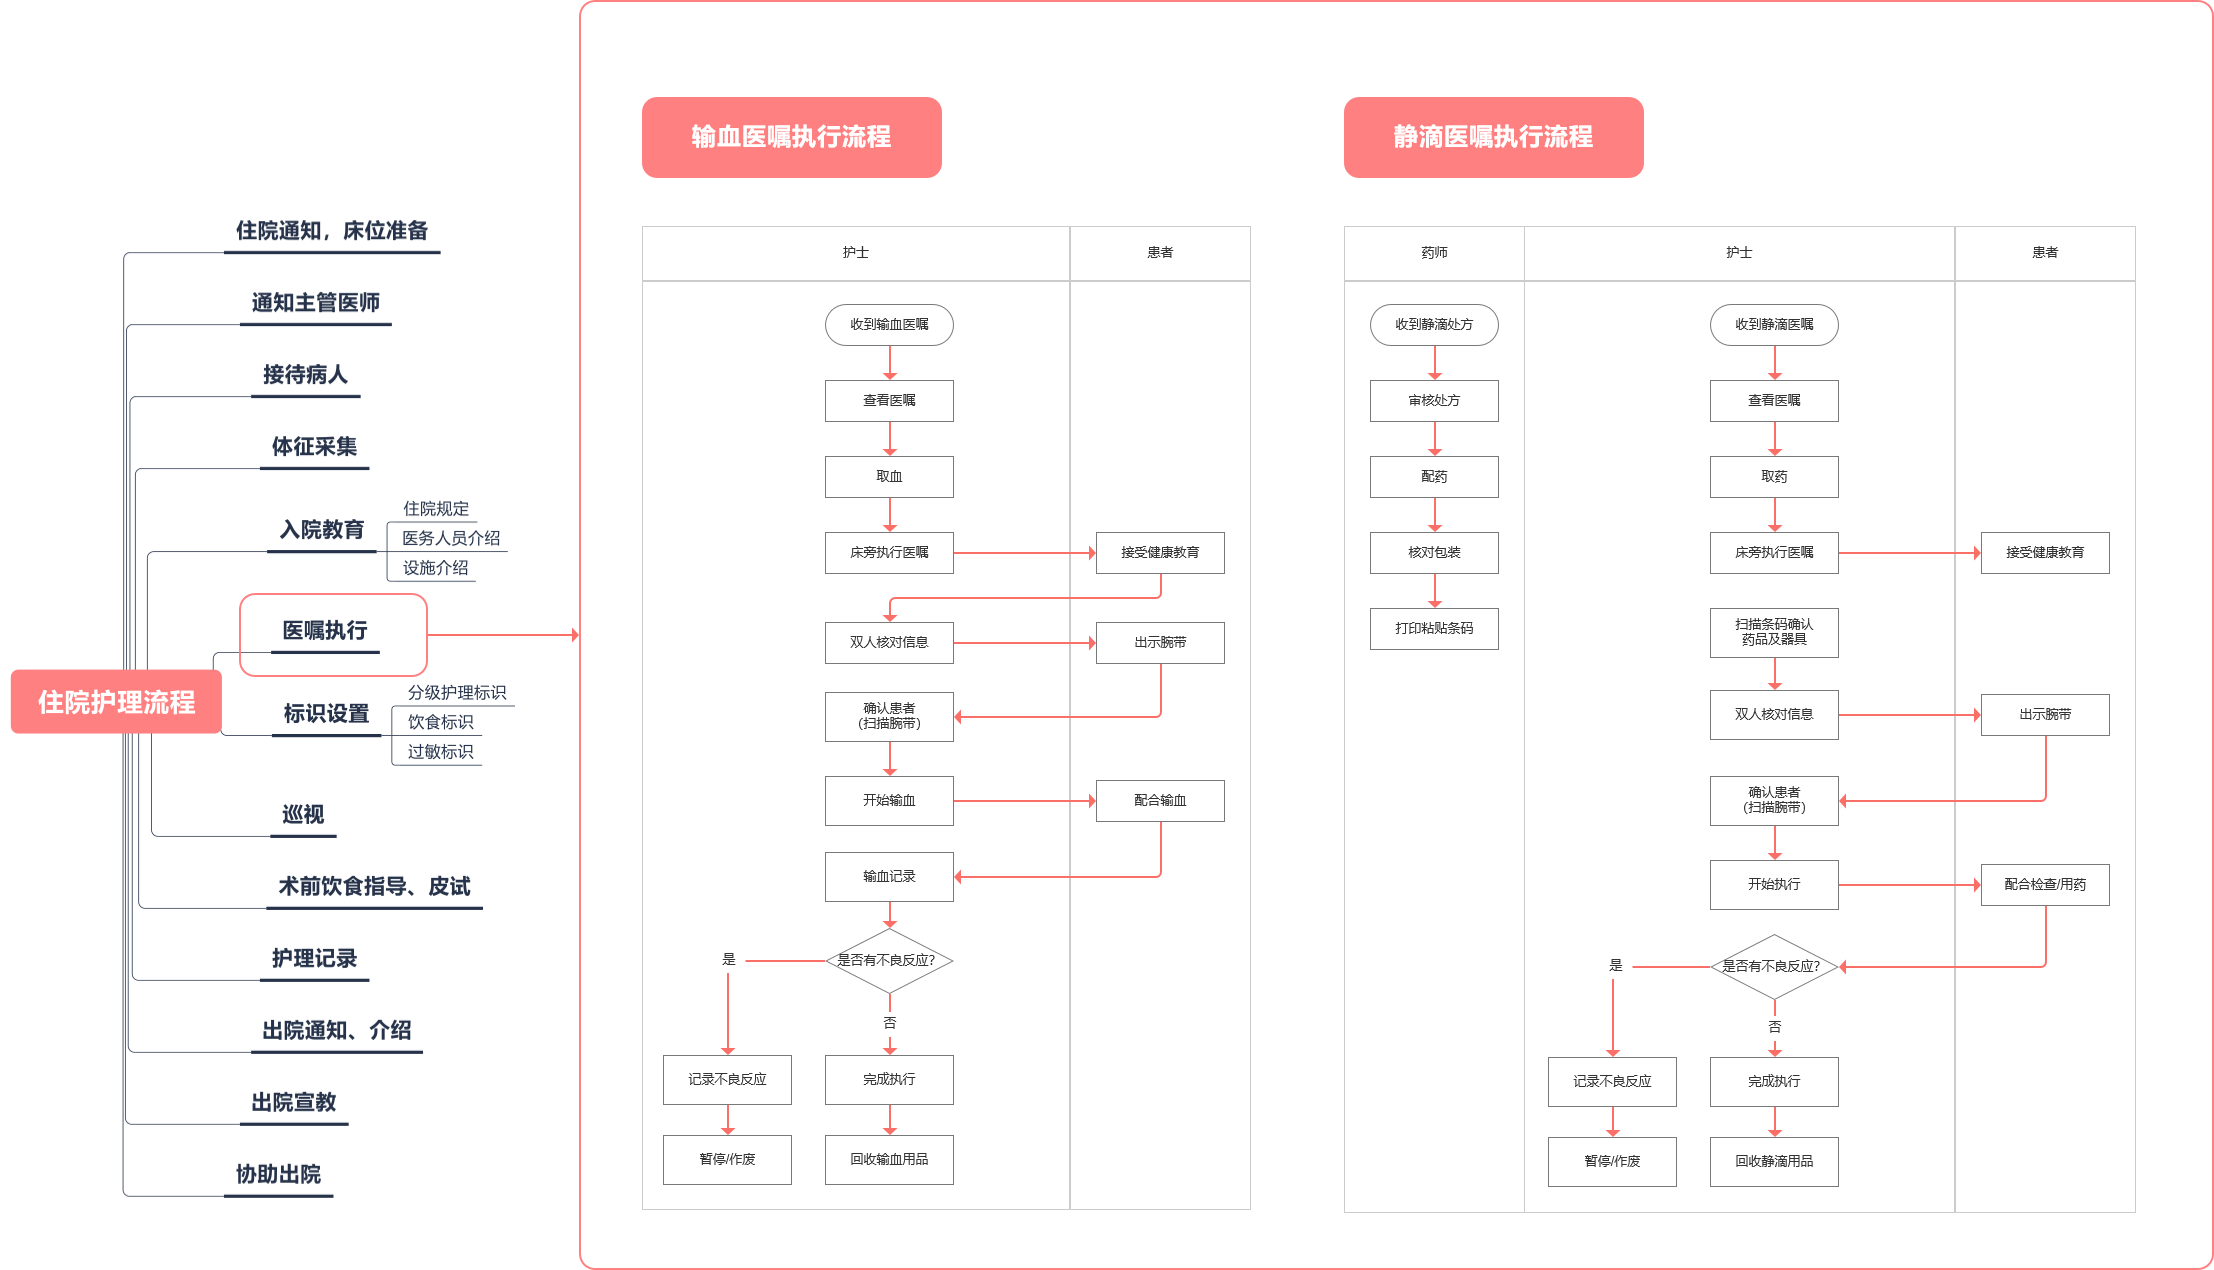 住院护理流程
住院通知，床位准备
通知主管医师
接待病人
体征采集
入院教育
住院规定
医务人员介绍
设施介绍
医嘱执行
标识设置
分级护理标识
饮食标识
过敏标识
巡视
术前饮食指导、皮试
护理记录
出院通知、介绍
出院宣教
协助出院
输血医嘱执行流程
护士
患者
收到输血医嘱
查看医嘱
取血
床旁执行医嘱
接受健康教育
双人核对信息
出示腕带
确认患者
(扫描腕带)
开始输血
配合输血
输血记录
是否有不良反应?
是
否
记录不良反应
完成执行
暂停/作废
回收输血用品
静滴医嘱执行流程
药师
护士
患者
收到静滴处方
审核处方
配药
核对包装
打印粘贴条码
收到静滴医嘱
查看医嘱
取药
床旁执行医嘱
接受健康教育
扫描条码确认
药品及器具
双人核对信息
出示腕带
确认患者
(扫描腕带)
开始执行
配合检查/用药
是否有不良反应?
是
否
记录不良反应
完成执行
暂停/作废
回收静滴用品